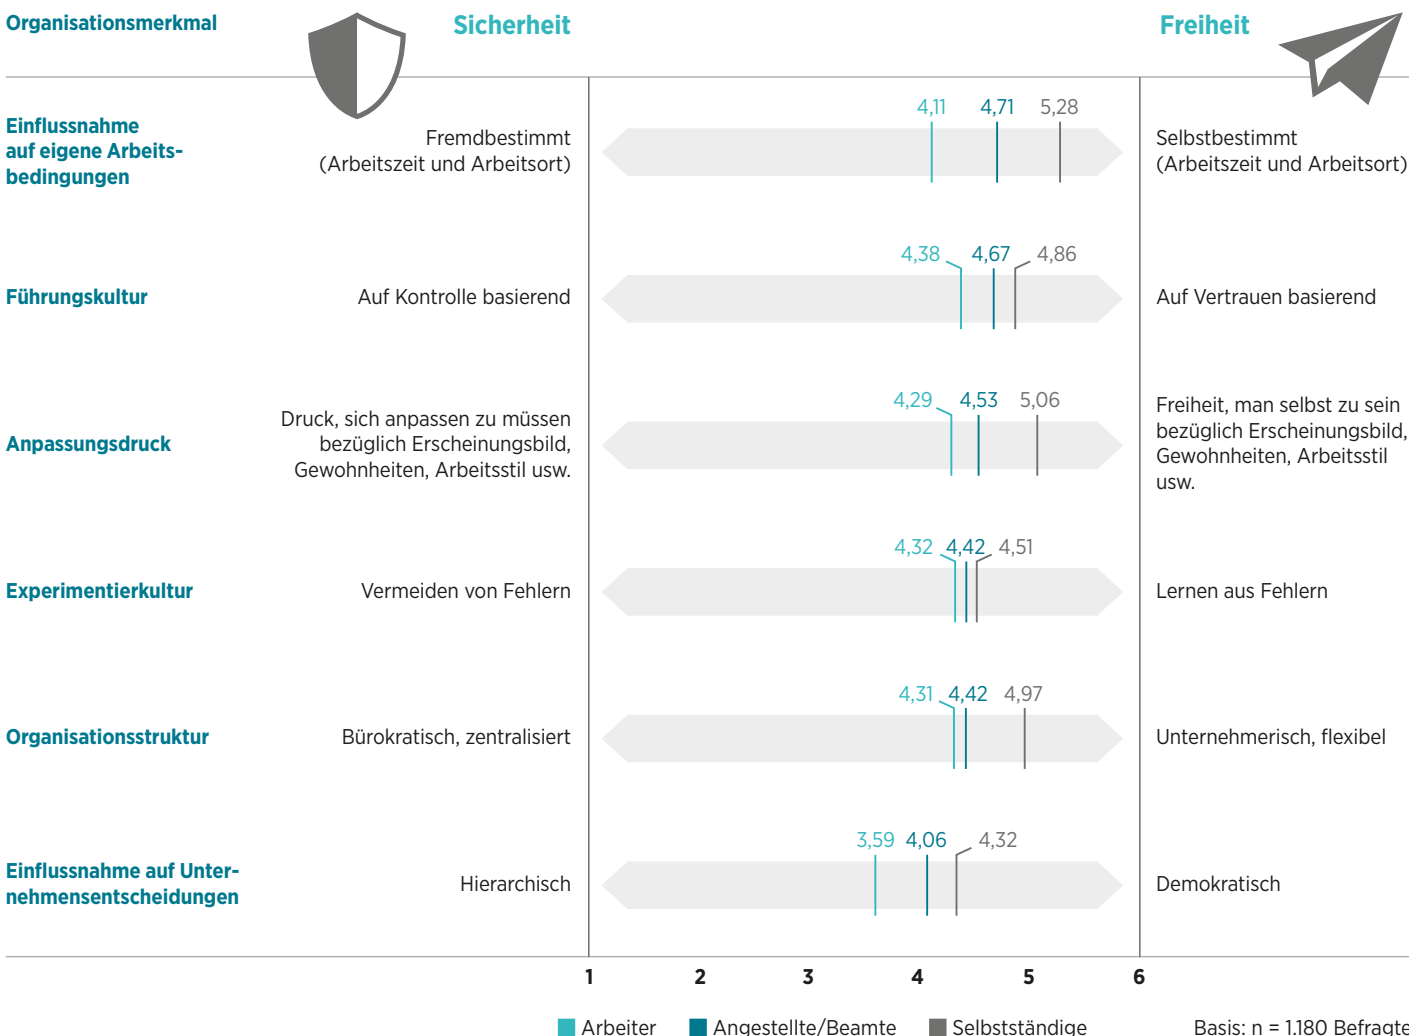 Organisationsmerkmal
Sicherheit
Freiheit
Einflussnahme
auf eigene Arbeits-
bedingungen
Fremdbestimmt
(Arbeitszeit und Arbeitsort)
4,11 4,71 5,28
Selbstbestimmt
(Arbeitszeit und Arbeitsort)
Führungskultur
Auf Kontrolle basierend
4,38 4,67 4,86
Auf Vertrauen basierend
Anpassungsdruck
Druck, sich anpassen zu müssen
bezüglich Erscheinungsbild,
Gewohnheiten, Arbeitsstil usw.
4,29 4,53 5,06
Freiheit, man selbst zu sein
bezüglich Erscheinungsbild,
Gewohnheiten, Arbeitsstil
usw.
Experimentierkultur
Vermeiden von Fehlern
4,32 4,42 4,51
Lernen aus Fehlern
Organisationsstruktur
Bürokratisch, zentralisiert
4,31 4,42 4,97
Unternehmerisch, flexibel
Einflussnahme auf Unter-
nehmensentscheidungen
Hierarchisch
3,59 4,06 4,32
Demokratisch
1 2 3 4 5 6
Arbeiter Angestellte/Beamte Selbstständige
Basis: n = 1.180 Befragte